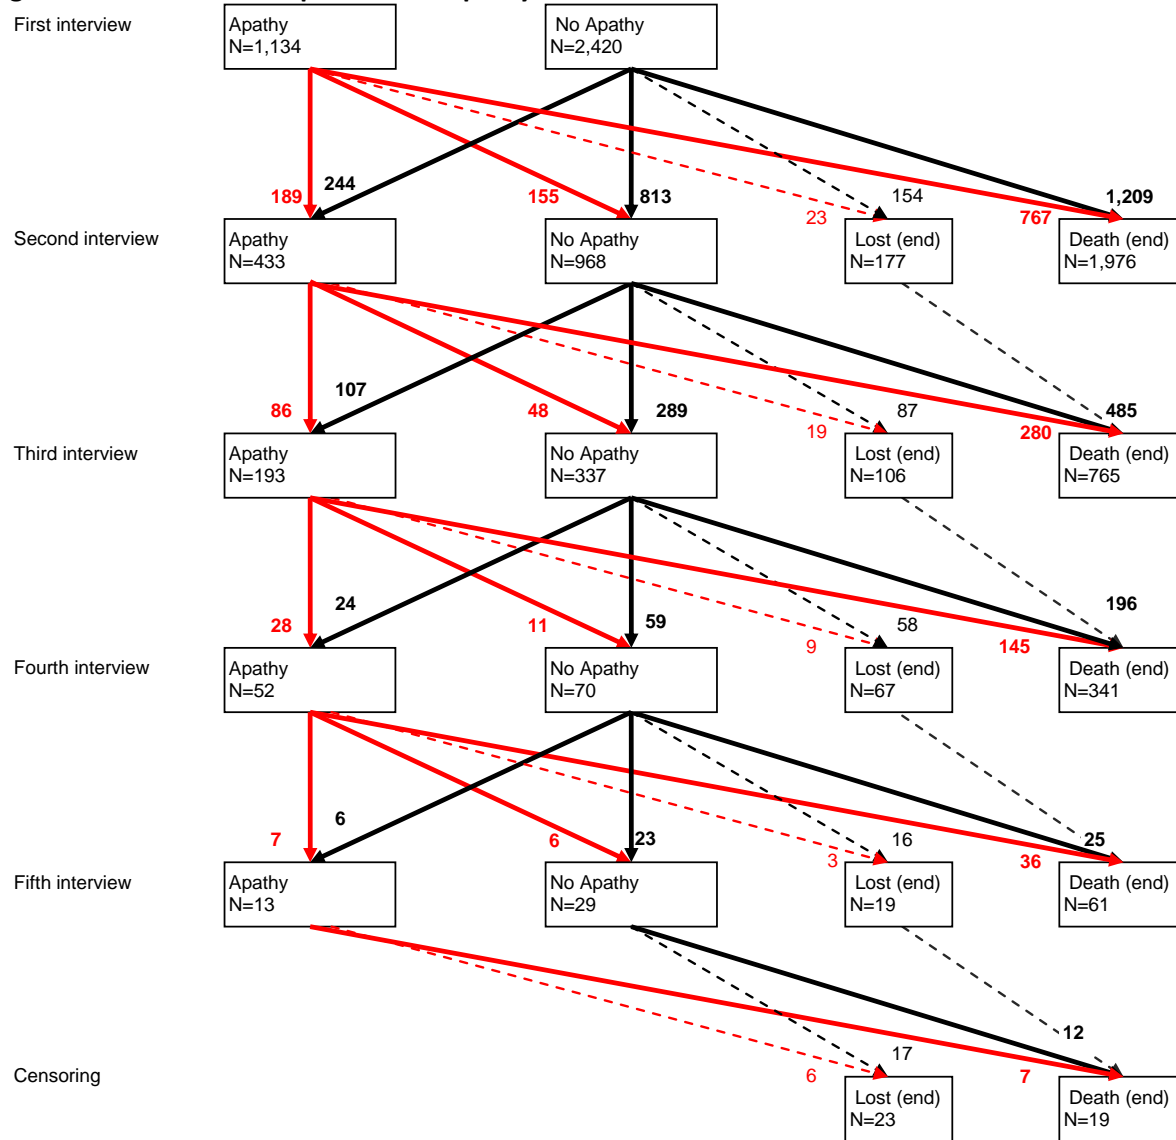 First interview
Apathy
N=1,134
No Apathy
N=2,420
189
244
155
813
23
154
767
1,209
Second interview
Apathy
N=433
No Apathy
N=968
Lost (end)
N=177
Death (end)
N=1,976
86
107
48
289
19
87
280
485
Third interview
Apathy
N=193
No Apathy
N=337
Lost (end)
N=106
Death (end)
N=765
28
24
11
59
9
58
145
196
Fourth interview
Apathy
N=52
No Apathy
N=70
Lost (end)
N=67
Death (end)
N=341
7
6
6
23
3
16
36
25
Fifth interview
Apathy
N=13
No Apathy
N=29
Lost (end)
N=19
Death (end)
N=61
6
17
7
12
Censoring
Lost (end)
N=23
Death (end)
N=19